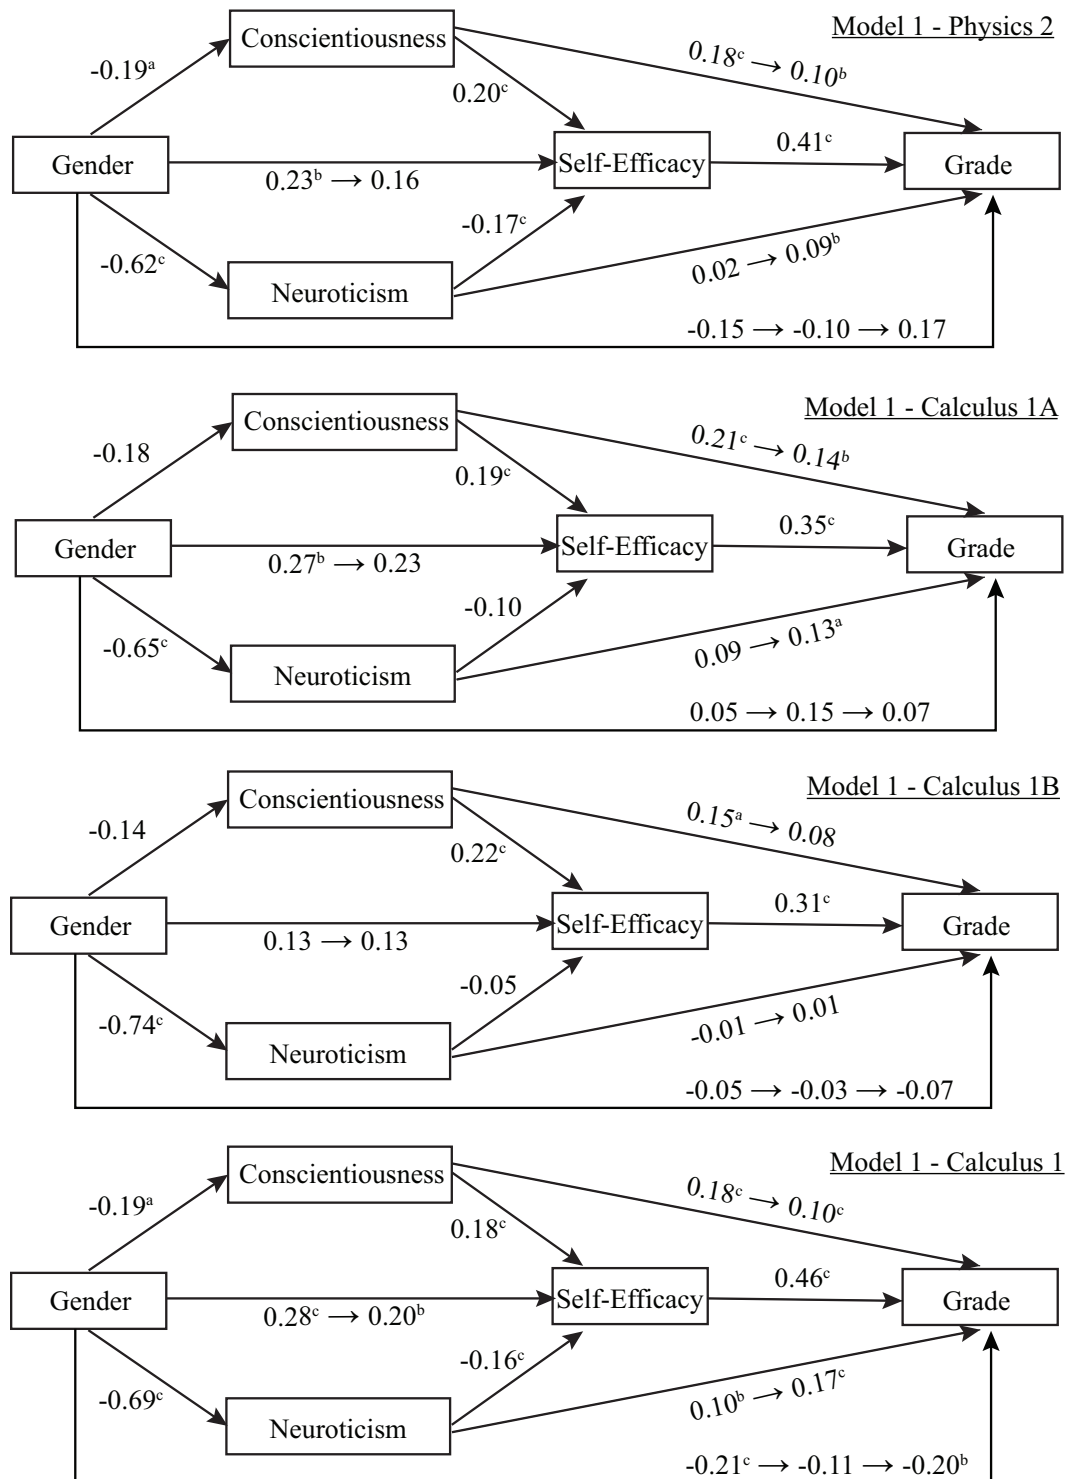 Model 1 - Physics 2
Conscientiousness
-0.19ᵃ
0.18ᶜ → 0.10ᵇ
0.20ᶜ
Gender
0.23ᵇ → 0.16
Self-Efficacy
0.41ᶜ
Grade
-0.62ᶜ
-0.17ᶜ
0.02 → 0.09ᵇ
Neuroticism
-0.15 → -0.10 → 0.17
Model 1 - Calculus 1A
Conscientiousness
-0.18
0.21ᶜ → 0.14ᵇ
0.19ᶜ
Gender
0.27ᵇ → 0.23
Self-Efficacy
0.35ᶜ
Grade
-0.65ᶜ
-0.10
0.09 → 0.13ᵃ
Neuroticism
0.05 → 0.15 → 0.07
Model 1 - Calculus 1B
Conscientiousness
-0.14
0.15ᵃ → 0.08
0.22ᶜ
Gender
0.13 → 0.13
Self-Efficacy
0.31ᶜ
Grade
-0.74ᶜ
-0.05
-0.01 → 0.01
Neuroticism
-0.05 → -0.03 → -0.07
Model 1 - Calculus 1
Conscientiousness
-0.19ᵃ
0.18ᶜ → 0.10ᶜ
0.18ᶜ
Gender
0.28ᶜ → 0.20ᵇ
Self-Efficacy
0.46ᶜ
Grade
-0.69ᶜ
-0.16ᶜ
0.10ᵇ → 0.17ᶜ
Neuroticism
-0.21ᶜ → -0.11 → -0.20ᵇ